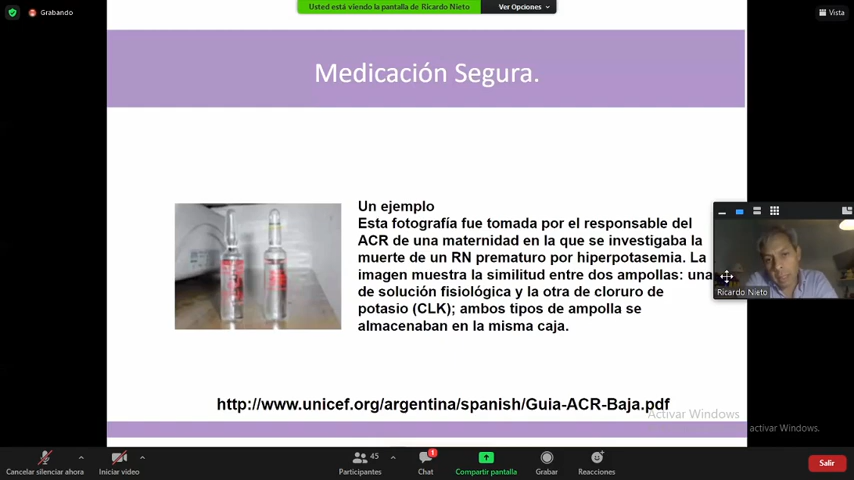 Grabando
Usted está viendo la pantalla de Ricardo Nieto
Ver Opciones
Vista
Medicación Segura.
Un ejemplo
Esta fotografía fue tomada por el responsable del
ACR de una maternidad en la que se investigaba la
muerte de un RN prematuro por hiperpotasemia. La
imagen muestra la similitud entre dos ampollas: una
de solución fisiológica y la otra de cloruro de
potasio (CLK); ambos tipos de ampolla se
almacenaban en la misma caja.
Ricardo Nieto
http://www.unicef.org/argentina/spanish/Guia-ACR-Baja.pdf
Activar Windows
activar Windows.
Cancelar silenciar ahora
Iniciar video
45
Participantes
1
Chat
Compartir pantalla
Grabar
Reacciones
Salir